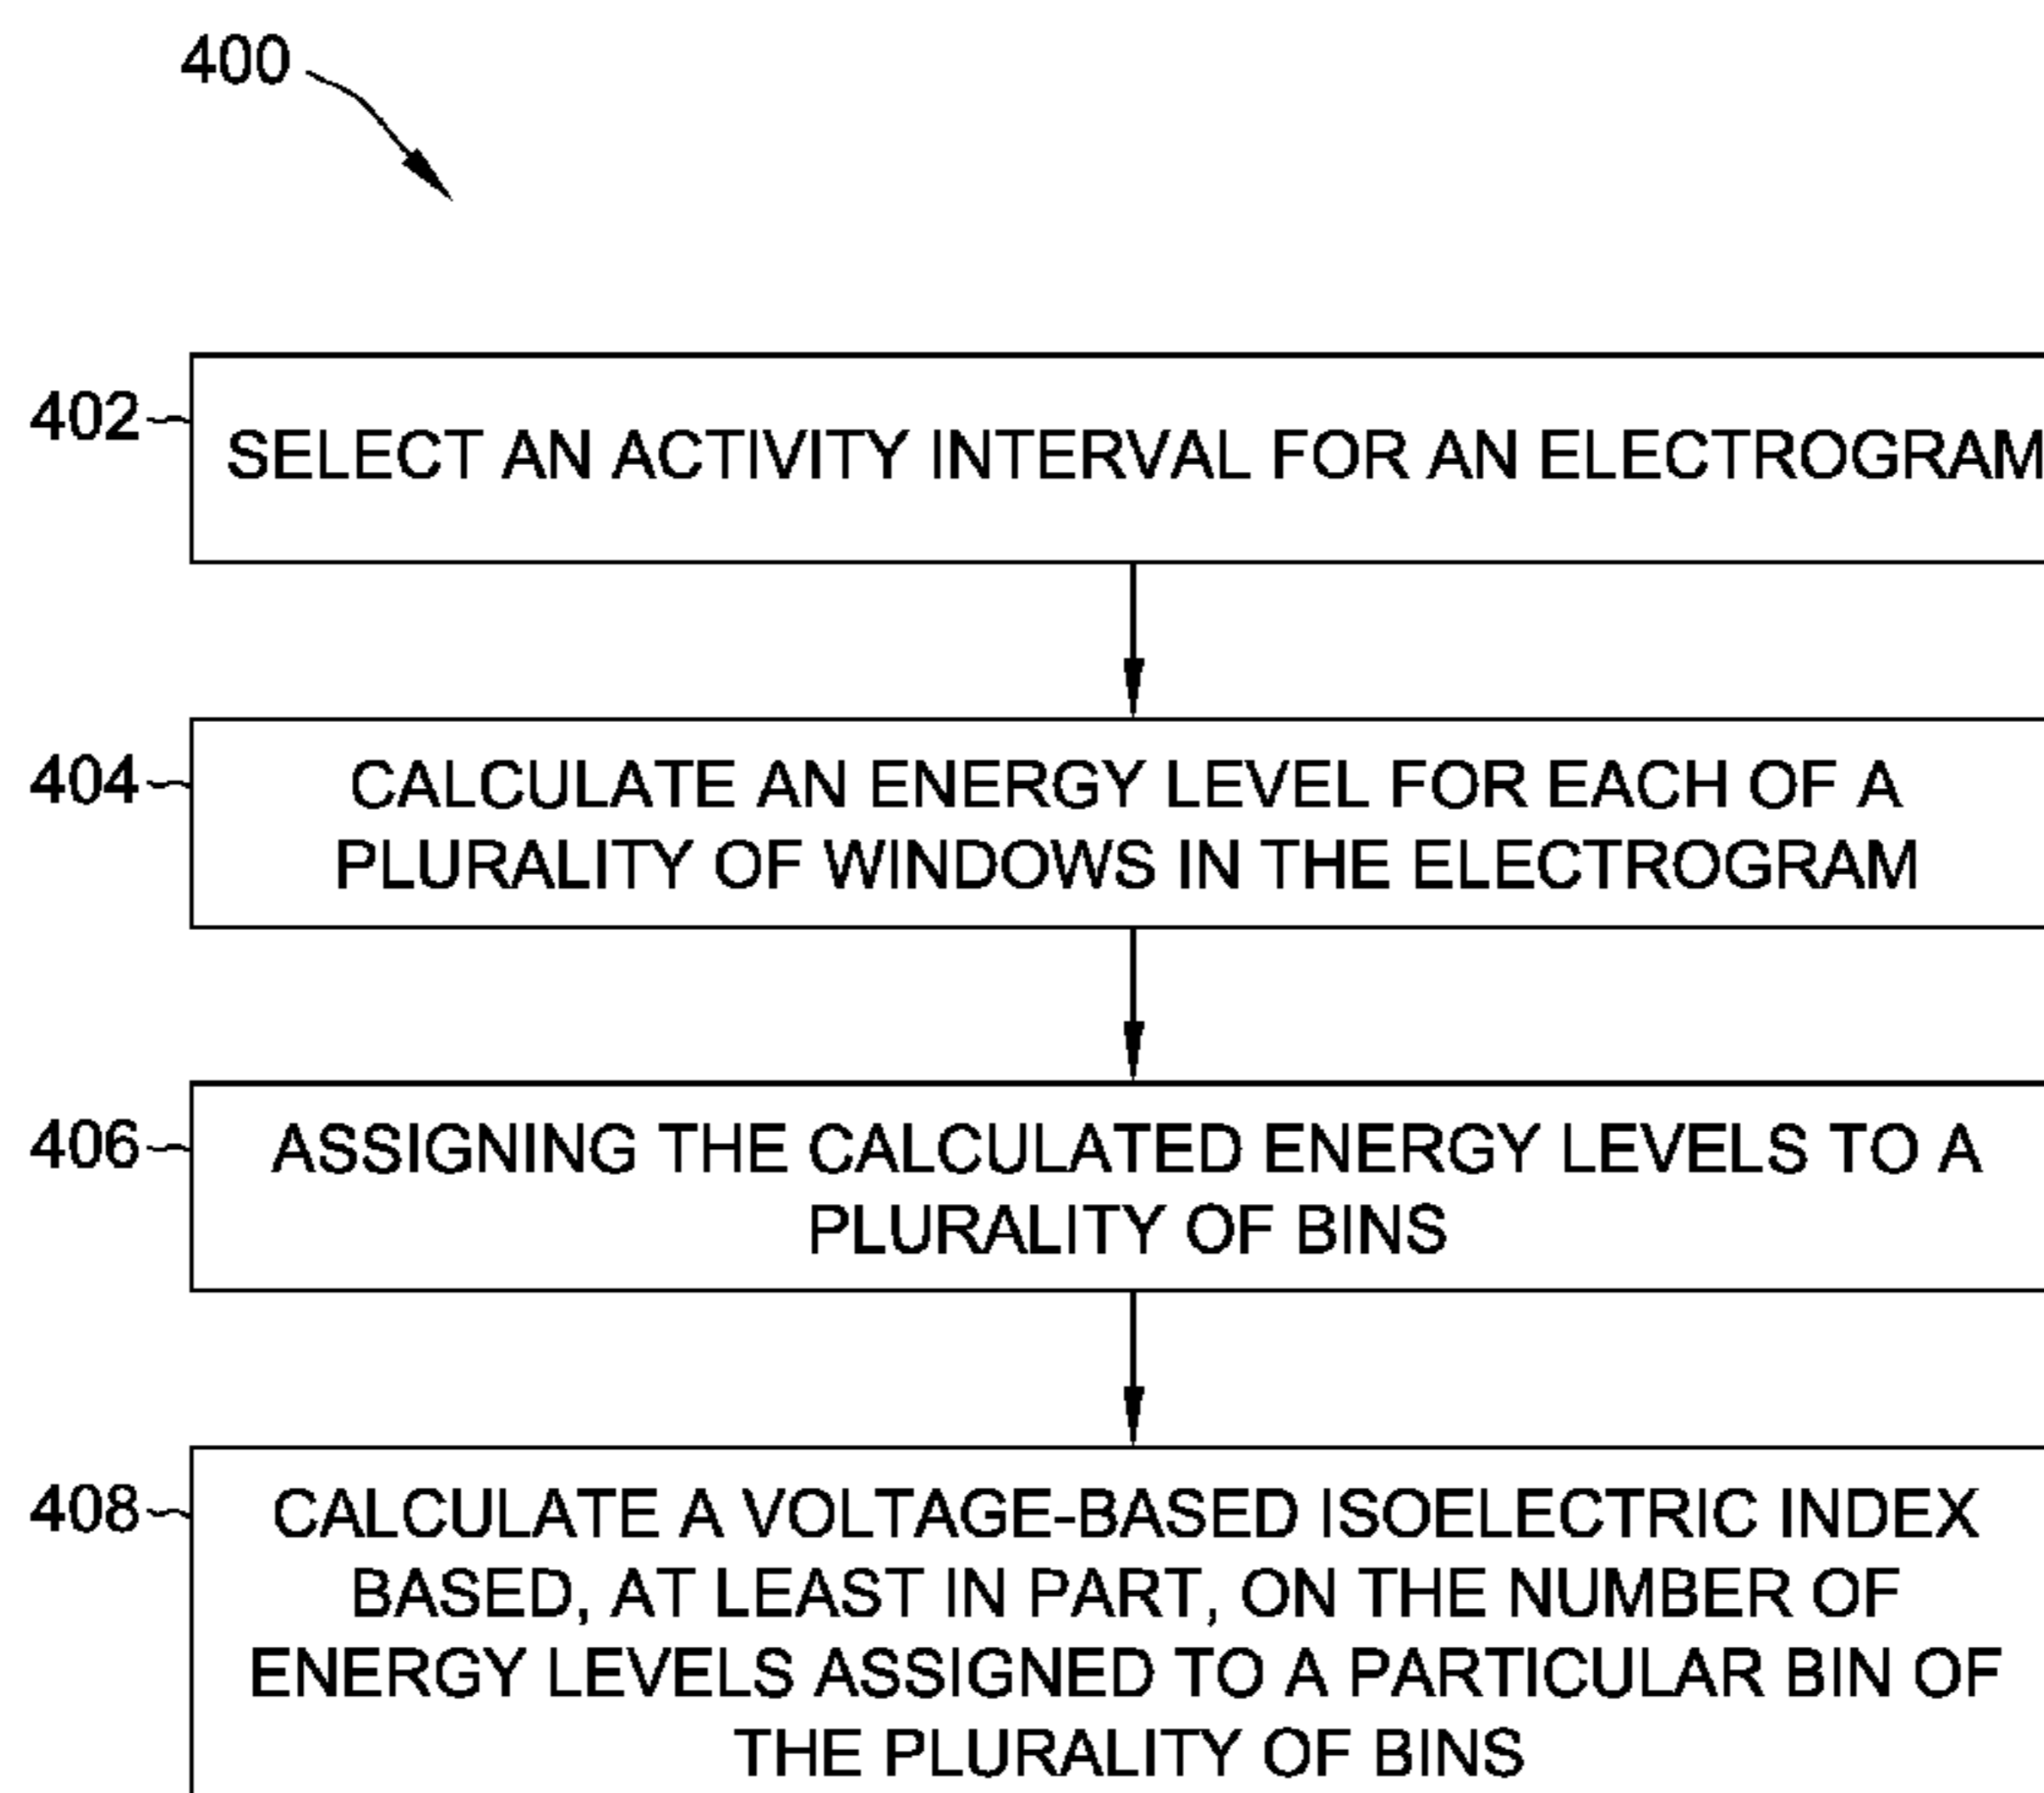 400
402
SELECT AN ACTIVITY INTERVAL FOR AN ELECTROGRAM
404
CALCULATE AN ENERGY LEVEL FOR EACH OF A
PLURALITY OF WINDOWS IN THE ELECTROGRAM
406
ASSIGNING THE CALCULATED ENERGY LEVELS TO A
PLURALITY OF BINS
408
CALCULATE A VOLTAGE-BASED ISOELECTRIC INDEX
BASED, AT LEAST IN PART, ON THE NUMBER OF
ENERGY LEVELS ASSIGNED TO A PARTICULAR BIN OF
THE PLURALITY OF BINS